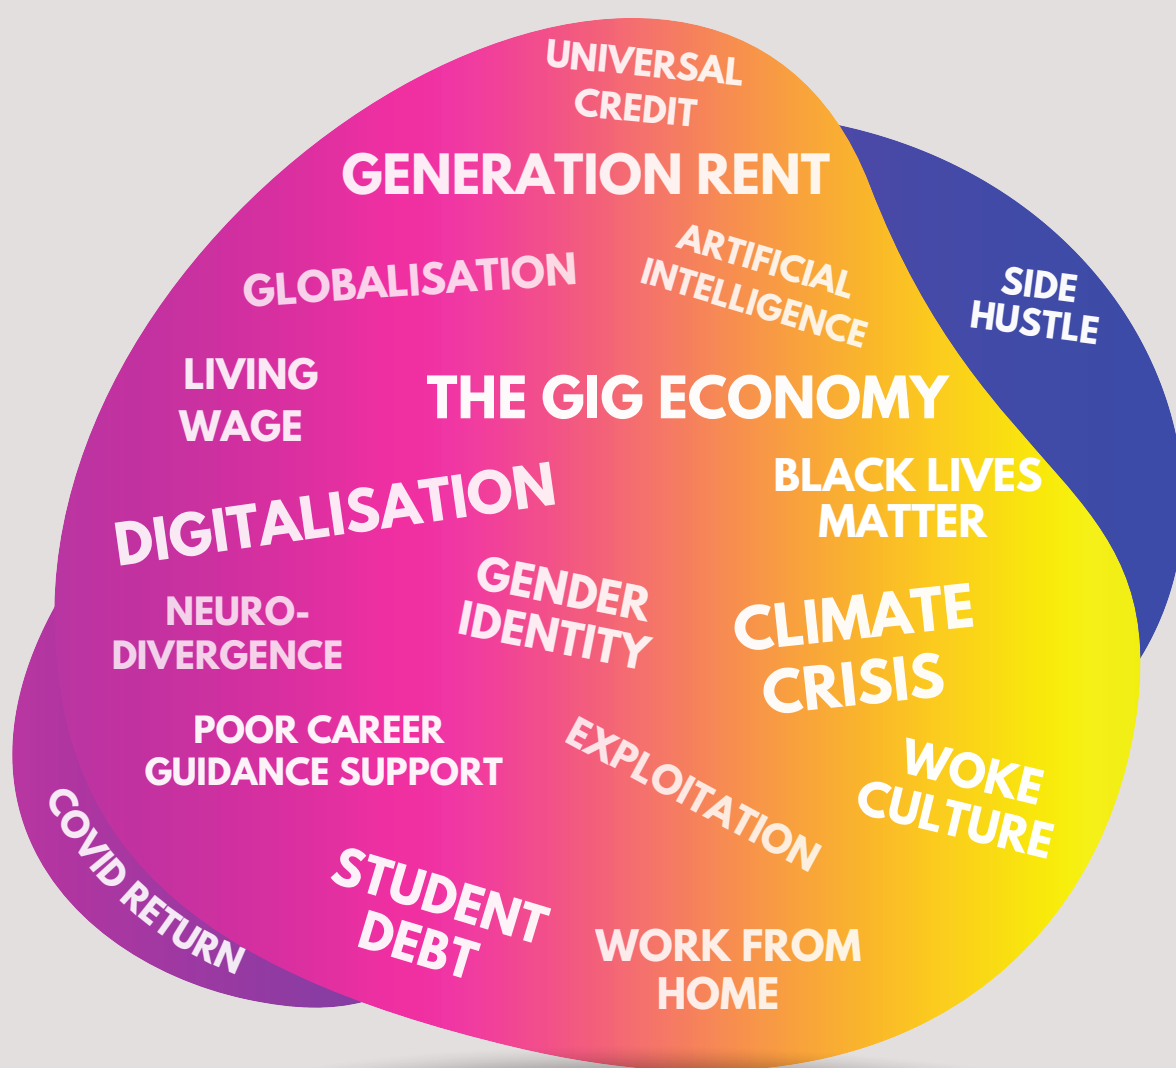 UNIVERSAL
CREDIT
GENERATION RENT
GLOBALISATION
ARTIFICIAL
INTELLIGENCE
SIDE
HUSTLE
LIVING
WAGE
THE GIG ECONOMY
DIGITALISATION
BLACK LIVES
MATTER
NEURO-
DIVERGENCE
GENDER
IDENTITY
CLIMATE
CRISIS
POOR CAREER
GUIDANCE SUPPORT
EXPLOITATION
WOKE
CULTURE
COVID RETURN
STUDENT
DEBT
WORK FROM
HOME